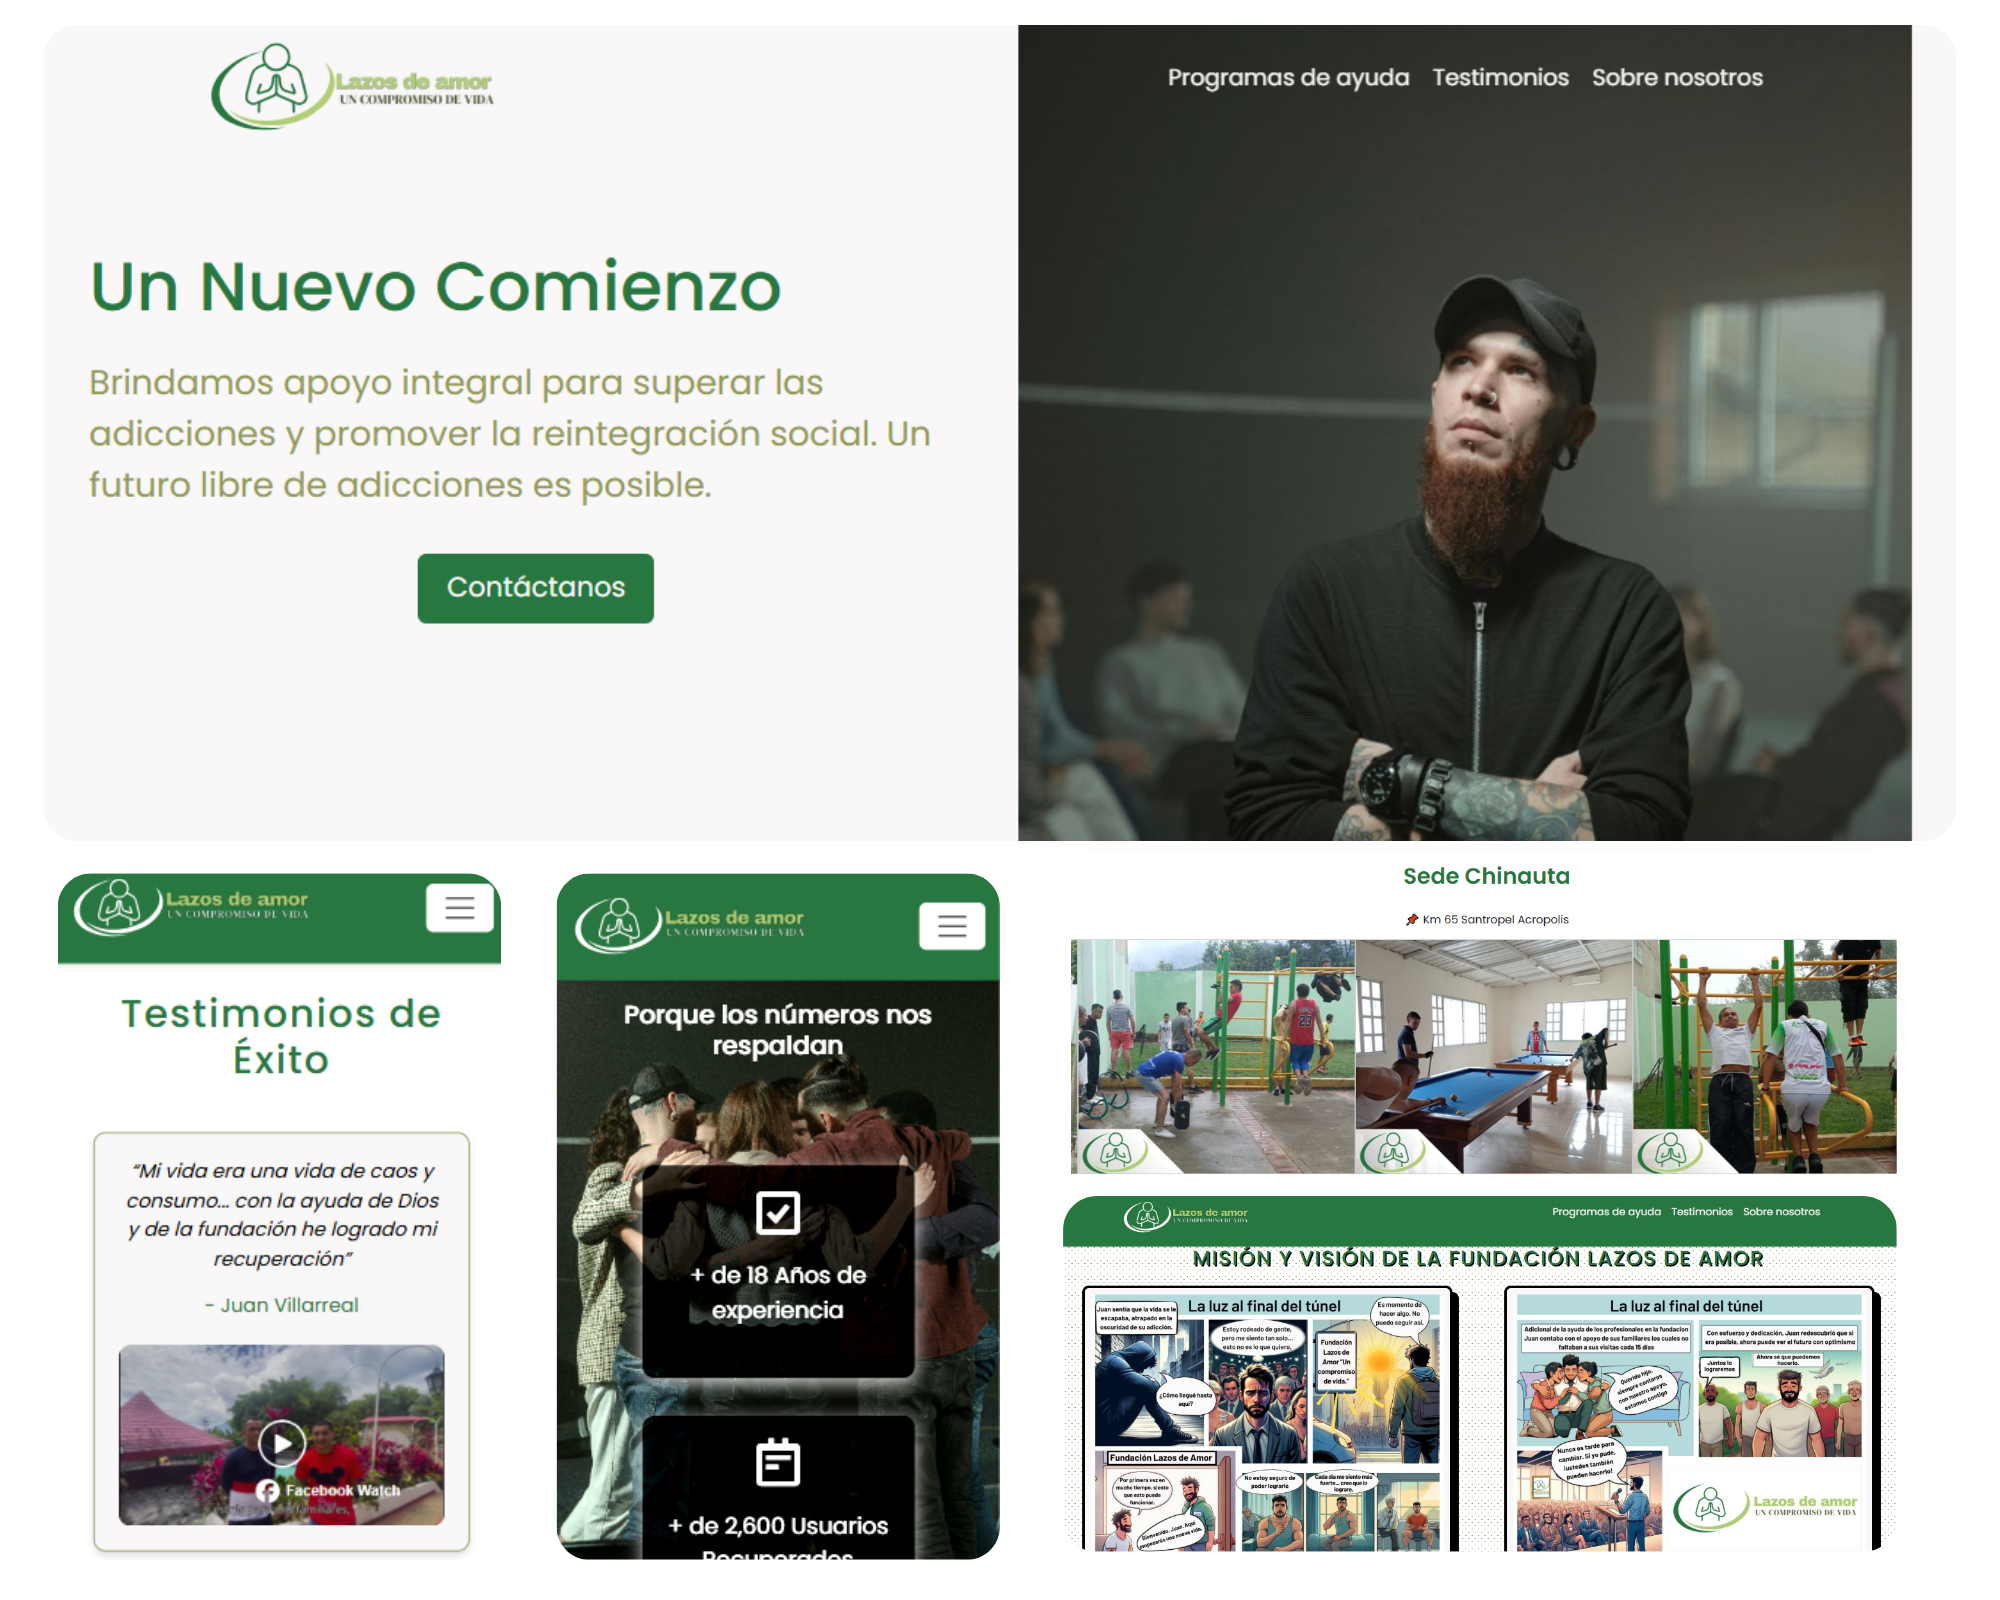 Lazos de amor
UN COMPROMISO DE VIDA
Programas de ayuda Testimonios Sobre nosotros
Un Nuevo Comienzo
Brindamos apoyo integral para superar las
adicciones y promover la reintegración social. Un
futuro libre de adicciones es posible.
Contáctanos
Lazos de amor
UN COMPROMISO DE VIDA
Testimonios de
Éxito
“Mi vida era una vida de caos y
consumo... con la ayuda de Dios
y de la fundación he logrado mi
recuperación”
- Juan Villarreal
Facebook Watch
familiares,
Lazos de amor
UN COMPROMISO DE VIDA
Porque los números nos
respaldan
+ de 18 Años de
experiencia
+ de 2,600 Usuarios
Recuperados
Sede Chinauta
Km 65 Santropel Acropolis
23
Lazos de amor
UN COMPROMISO DE VIDA
Programas de ayuda Testimonios Sobre nosotros
MISIÓN Y VISIÓN DE LA FUNDACIÓN LAZOS DE AMOR
La luz al final del túnel
Juan sentía que la vida se le
escapaba, atrapado en la
oscuridad de su adicción.
¿Cómo llegué hasta
aquí?
Estoy rodeado de gente,
pero me siento tan solo...
esto no es lo que quiero.
Es momento de
hacer algo. No
puedo seguir así.
Fundación
Lazos de
Amor "Un
compromiso
de vida."
Fundación Lazos de Amor
Por primera vez en
mucho tiempo, siento
que esto puede
funcionar.
Bienvenido, Juan. Aquí
empezarás una nueva vida.
No estoy seguro de
poder lograrlo
Cada día me siento más
fuerte... creo que lo
lograré.
La luz al final del túnel
Adicional de la ayuda de los profesionales en la fundacion
Juan contaba con el apoyo de sus familiares los cuales no
faltaban a sus visitas cada 15 dias
Querido hijo,
siempre contaras
con nuestro apoyo,
estamos contigo
Con esfuerzo y dedicación, Juan redescubrió que si
era posible, ahora puede ver el futuro con optimismo
Juntos lo
lograremos
Ahora sé que puedemos
hacerlo.
Nunca es tarde para
cambiar. Si yo pude,
¡ustedes también
pueden hacerlo!
Lazos de amor
UN COMPROMISO DE VIDA